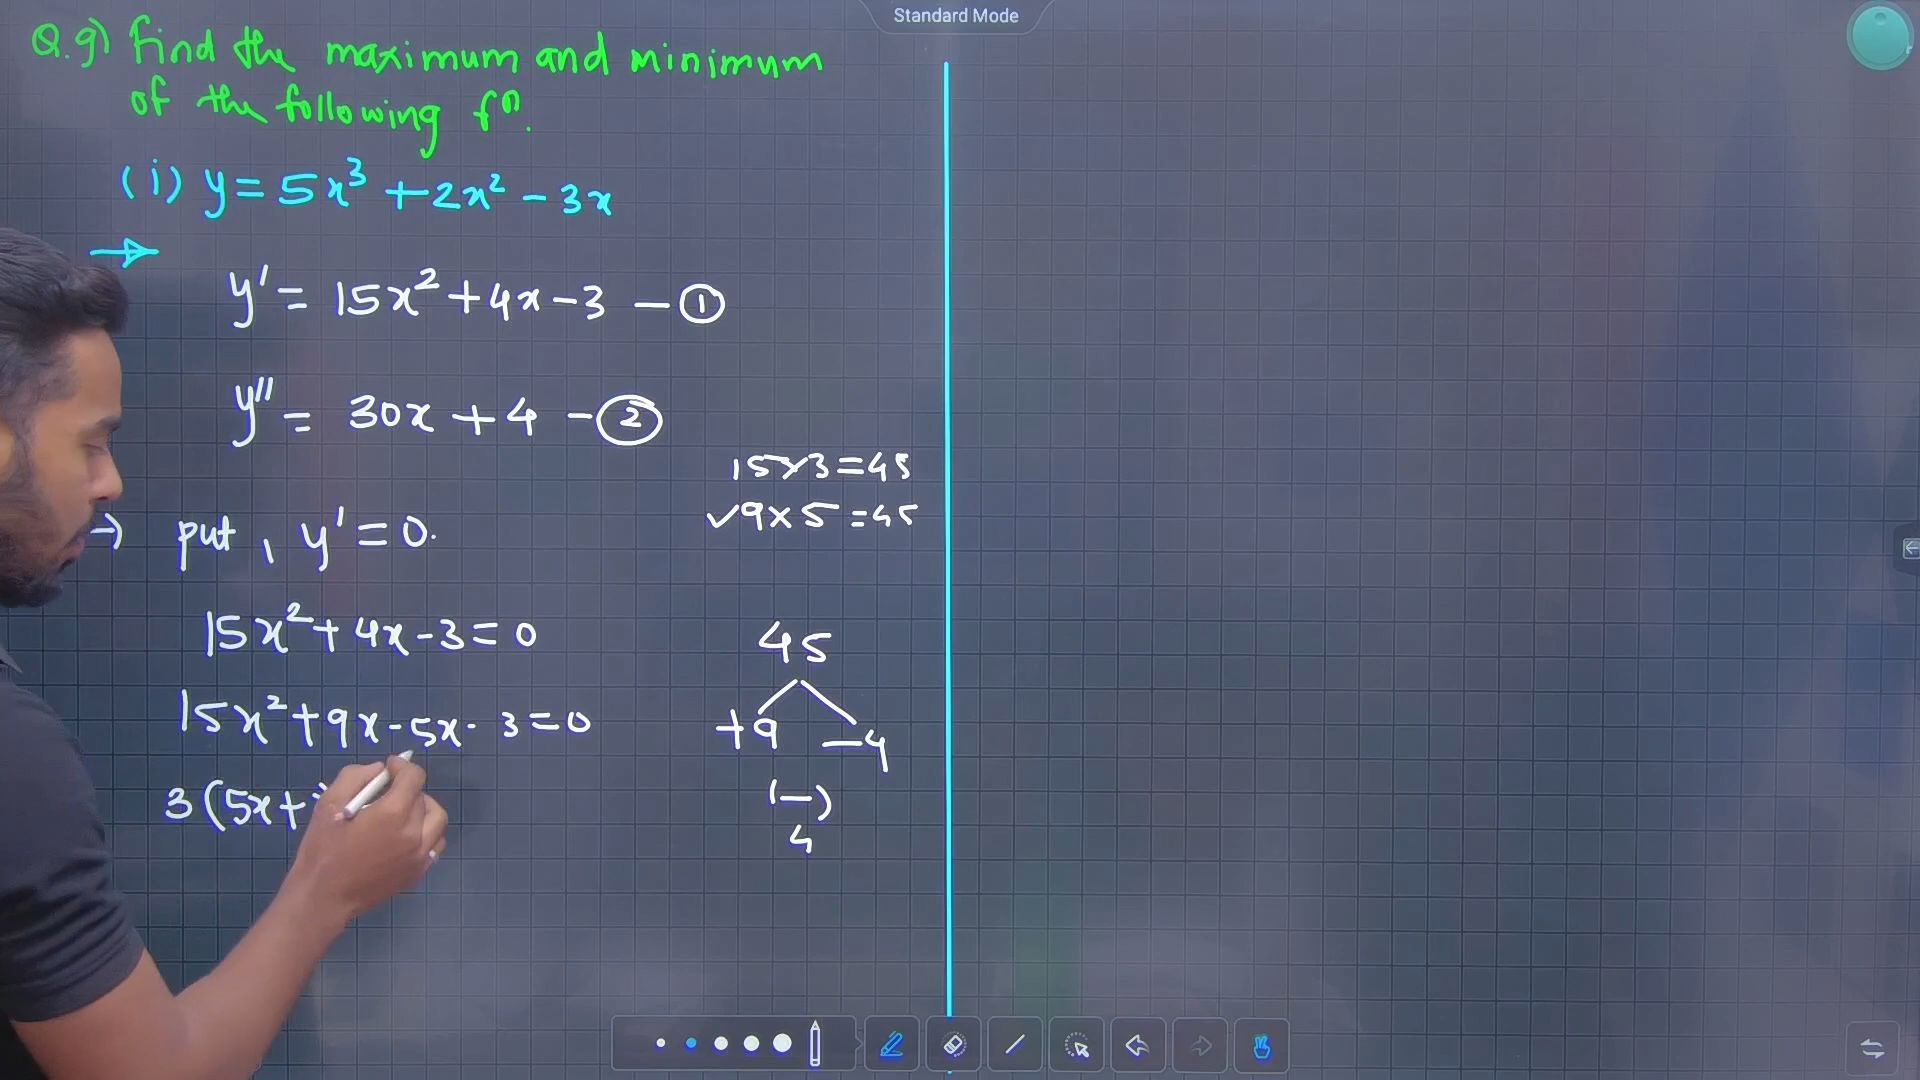 Standard Mode
Q.9) Find the maximum and minimum
of the following fⁿ.
(i) y = 5x³ + 2x² - 3x
y' = 15x² + 4x - 3 - ①
y'' = 30x + 4 - ②
15 × 3 = 45
✓ 9 × 5 = 45
→ put, y' = 0.
15x² + 4x - 3 = 0
45
15x² + 9x - 5x - 3 = 0
+9 -4
3(5x +
(-)
4